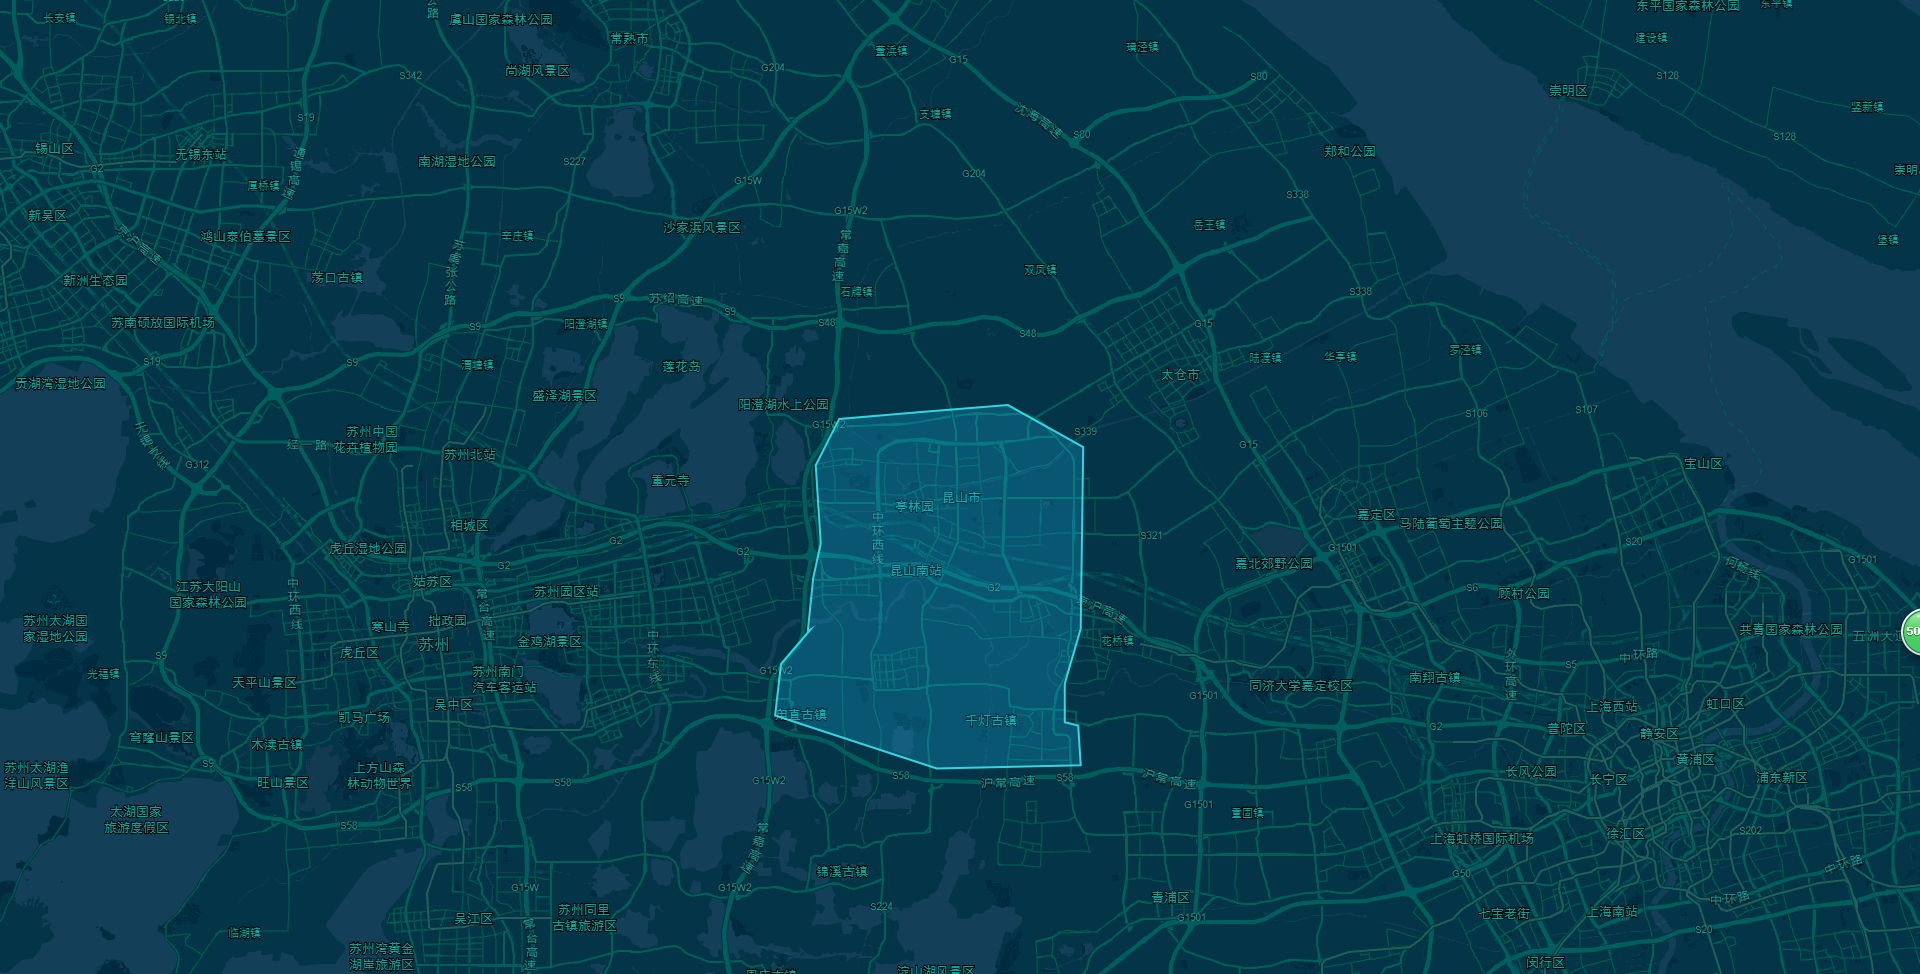 长安镇
锡北镇
公路
虞山国家森林公园
常熟市
尚湖风景区
S342
G204
董浜镇
G15
璜泾镇
东平国家森林公园
建设镇
S128
崇明区
竖新镇
S128
崇明
堡镇
S80
沈海高速
S80
支塘镇
郑和公园
S19
锡山区
无锡东站
通锡高速
G2
厚桥镇
南湖湿地公园
S227
G15W
G204
S338
新吴区
京沪高速
鸿山泰伯墓景区
辛庄镇
沙家浜风景区
G15W2
常嘉高速
岳王镇
新洲生态园
荡口古镇
双凤镇
石牌镇
S338
苏南硕放国际机场
S9
苏绍高速
S9
阳澄湖镇
S9
S48
S48
G15
S19
S9
渭塘镇
莲花岛
陆渡镇
华亭镇
罗泾镇
贡湖湾湿地公园
盛泽湖景区
阳澄湖水上公园
太仓市
S106
S107
G15W2
S339
苏州中国
花卉植物园
苏州北站
G15
G312
重元寺
宝山区
亭林园
昆山市
中环西线
相城区
嘉定区
马陆葡萄主题公园
虎丘湿地公园
G2
G2
S321
G1501
S20
G1501
何杨线
G2
昆山南站
嘉北郊野公园
江苏大阳山
国家森林公园
中环西线
姑苏区
常台高速
苏州园区站
G2
京沪高速
S6
顾村公园
苏州太湖国
家湿地公园
寒山寺
拙政园
苏州
金鸡湖景区
中环东线
花桥镇
共青国家森林公园
五洲大道
50
S9
光福镇
虎丘区
天平山景区
苏州南门
汽车客运站
G15W2
外环高速
S5
中环路
南翔古镇
G1501
同济大学嘉定校区
吴中区
凯马广场
甪直古镇
千灯古镇
上海西站
虹口区
G2
普陀区
静安区
穹窿山景区
木渎古镇
S9
苏州太湖渔
洋山风景区
旺山景区
上方山森
林动物世界
S58
S58
G15W2
S58
沪常高速
S58
沪常高速
G1501
长风公园
长宁区
黄浦区
浦东新区
太湖国家
旅游度假区
S58
重固镇
常嘉高速
上海虹桥国际机场
徐汇区
S202
锦溪古镇
G50
中环路
G15W
G15W2
S224
青浦区
中环路
吴江区
苏州同里
古镇旅游区
常台高速
G1501
七宝老街
上海南站
S20
临湖镇
苏州湾黄金
湖岸旅游区
淀山湖风景区
闵行区